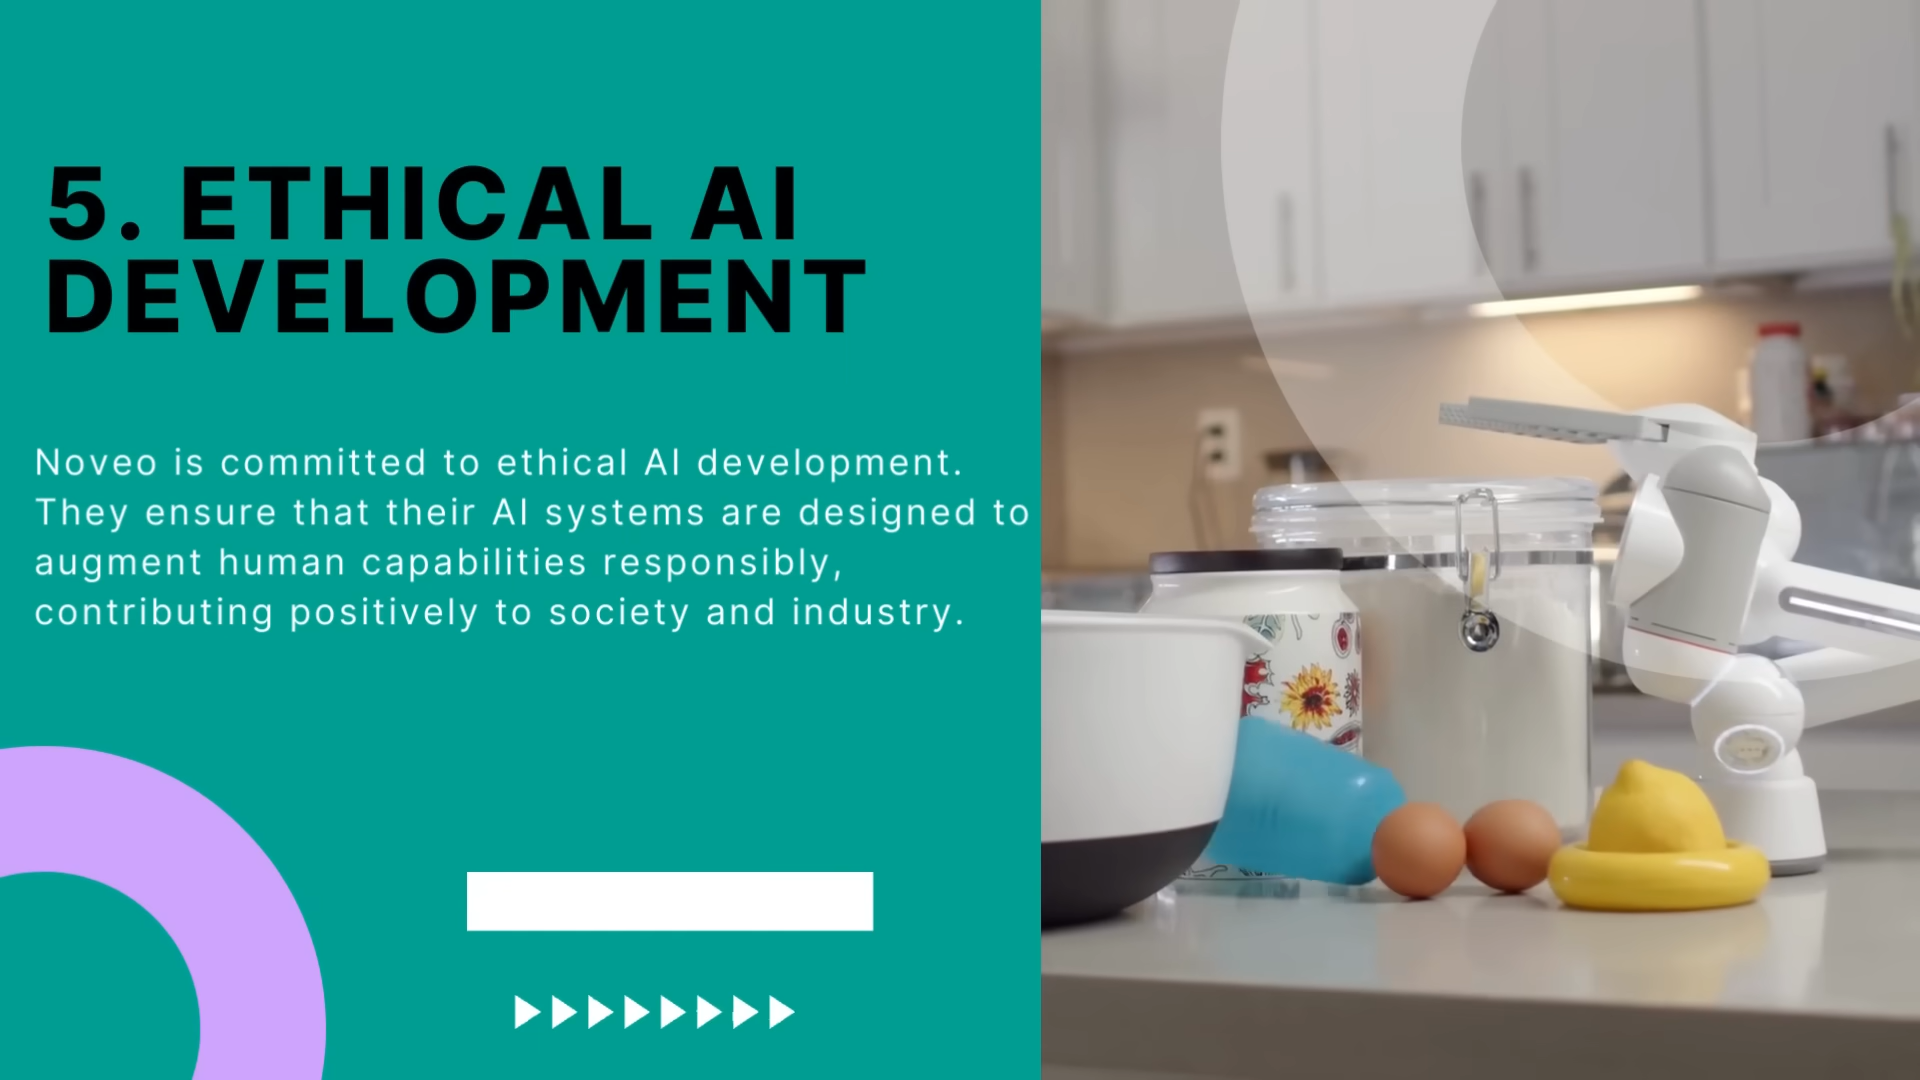 5. ETHICAL AI
DEVELOPMENT
Noveo is committed to ethical AI development.
They ensure that their AI systems are designed to
augment human capabilities responsibly,
contributing positively to society and industry.